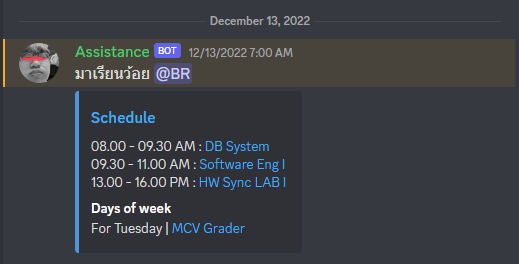 December 13, 2022
Assistance BOT 12/13/2022 7:00 AM
มาเรียนว้อย @BR
Schedule
08.00 - 09.30 AM : DB System
09.30 - 11.00 AM : Software Eng I
13.00 - 16.00 PM : HW Sync LAB I
Days of week
For Tuesday | MCV Grader